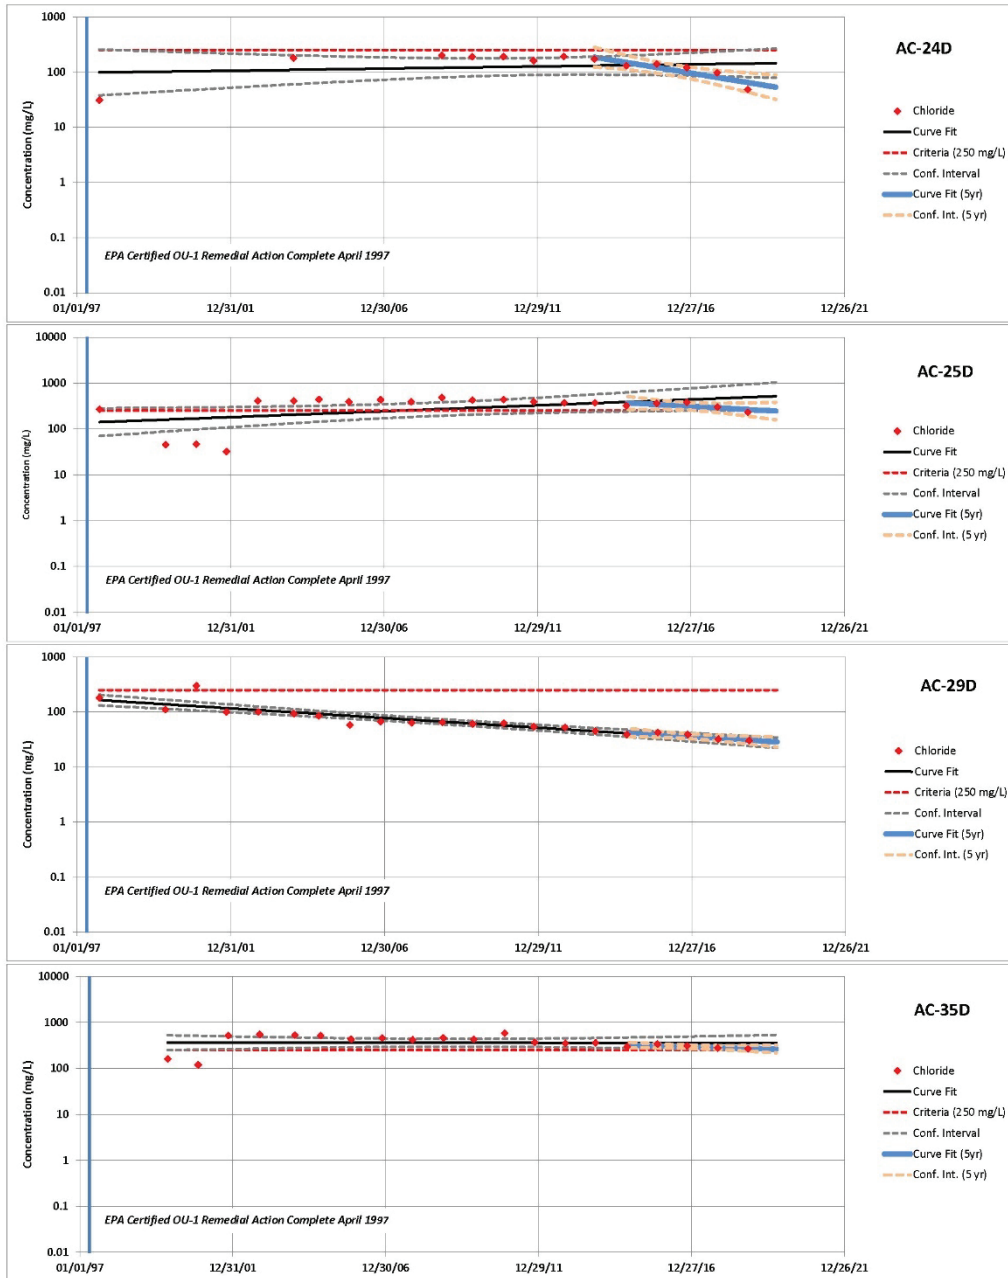 AC-24D
Concentration (mg/L)
1000
100
10
1
0.1
0.01
01/01/97
12/31/01
12/30/06
12/29/11
12/27/16
12/26/21
EPA Certified OU-1 Remedial Action Complete April 1997
Chloride
Curve Fit
Criteria (250 mg/L)
Conf. Interval
Curve Fit (5yr)
Conf. Int. (5 yr)
AC-25D
Concentration (mg/L)
10000
1000
100
10
1
0.1
0.01
01/01/97
12/31/01
12/30/06
12/29/11
12/27/16
12/26/21
EPA Certified OU-1 Remedial Action Complete April 1997
Chloride
Curve Fit
Criteria (250 mg/L)
Conf. Interval
Curve Fit (5yr)
Conf. Int. (5 yr)
AC-29D
Concentration (mg/L)
1000
100
10
1
0.1
0.01
01/01/97
12/31/01
12/30/06
12/29/11
12/27/16
12/26/21
EPA Certified OU-1 Remedial Action Complete April 1997
Chloride
Curve Fit
Criteria (250 mg/L)
Conf. Interval
Curve Fit (5yr)
Conf. Int. (5 yr)
AC-35D
Concentration (mg/L)
10000
1000
100
10
1
0.1
0.01
01/01/97
12/31/01
12/30/06
12/29/11
12/27/16
12/26/21
EPA Certified OU-1 Remedial Action Complete April 1997
Chloride
Curve Fit
Criteria (250 mg/L)
Conf. Interval
Curve Fit (5yr)
Conf. Int. (5 yr)